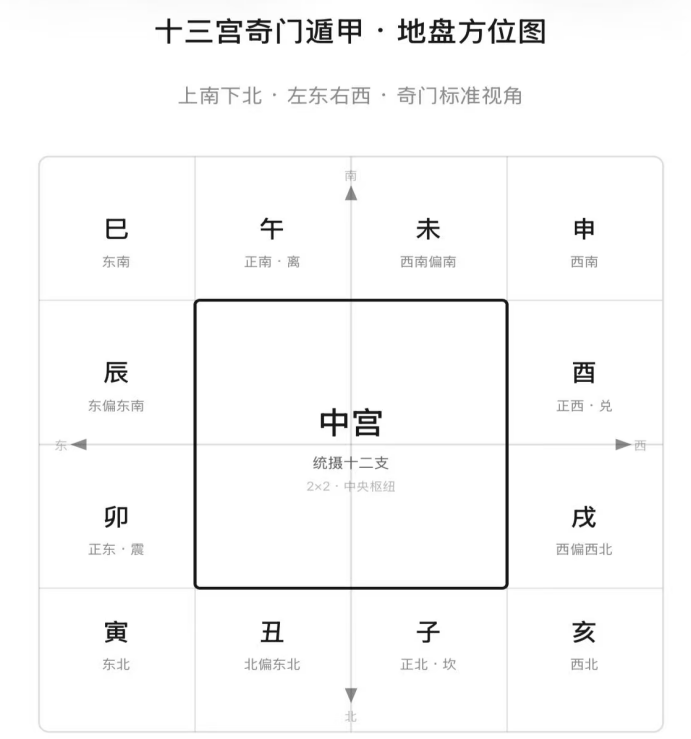 十三宫奇门遁甲 · 地盘方位图
上南下北 · 左东右西 · 奇门标准视角
南
巳
东南
午
正南 · 离
未
西南偏南
申
西南
辰
东偏东南
酉
正西 · 兑
东
中宫
统摄十二支
2×2 · 中央枢纽
西
卯
正东 · 震
戌
西偏西北
寅
东北
丑
北偏东北
子
正北 · 坎
亥
西北
北